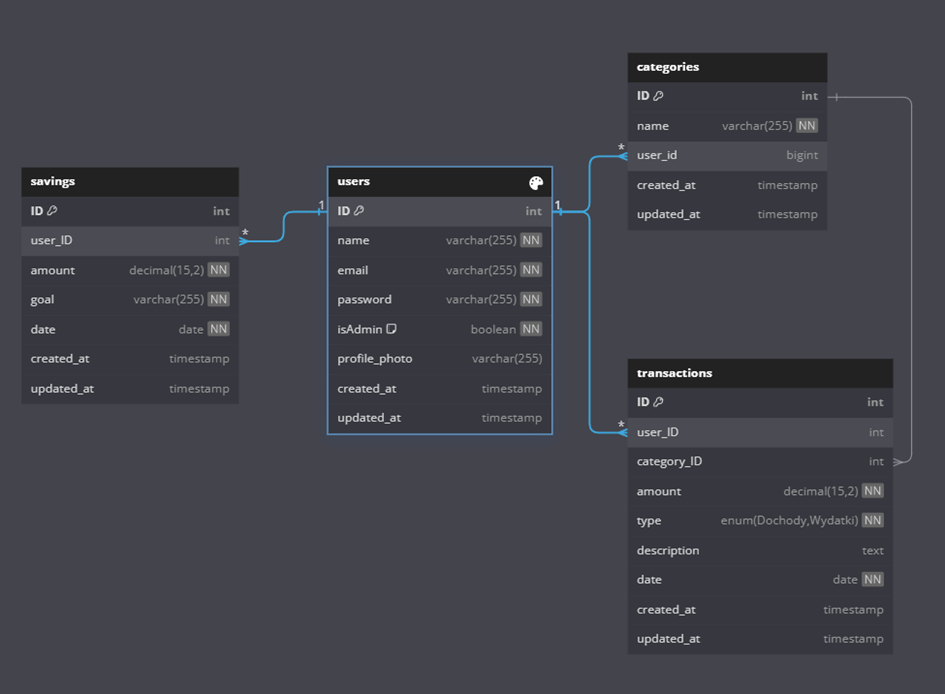 savings
ID int
user_ID int
amount decimal(15,2) NN
goal varchar(255) NN
date date NN
created_at timestamp
updated_at timestamp
*
1
users
ID int
name varchar(255) NN
email varchar(255) NN
password varchar(255) NN
isAdmin boolean NN
profile_photo varchar(255)
created_at timestamp
updated_at timestamp
1
*
categories
ID int
name varchar(255) NN
user_id bigint
created_at timestamp
updated_at timestamp
*
transactions
ID int
user_ID int
category_ID int
amount decimal(15,2) NN
type enum(Dochody,Wydatki) NN
description text
date date NN
created_at timestamp
updated_at timestamp